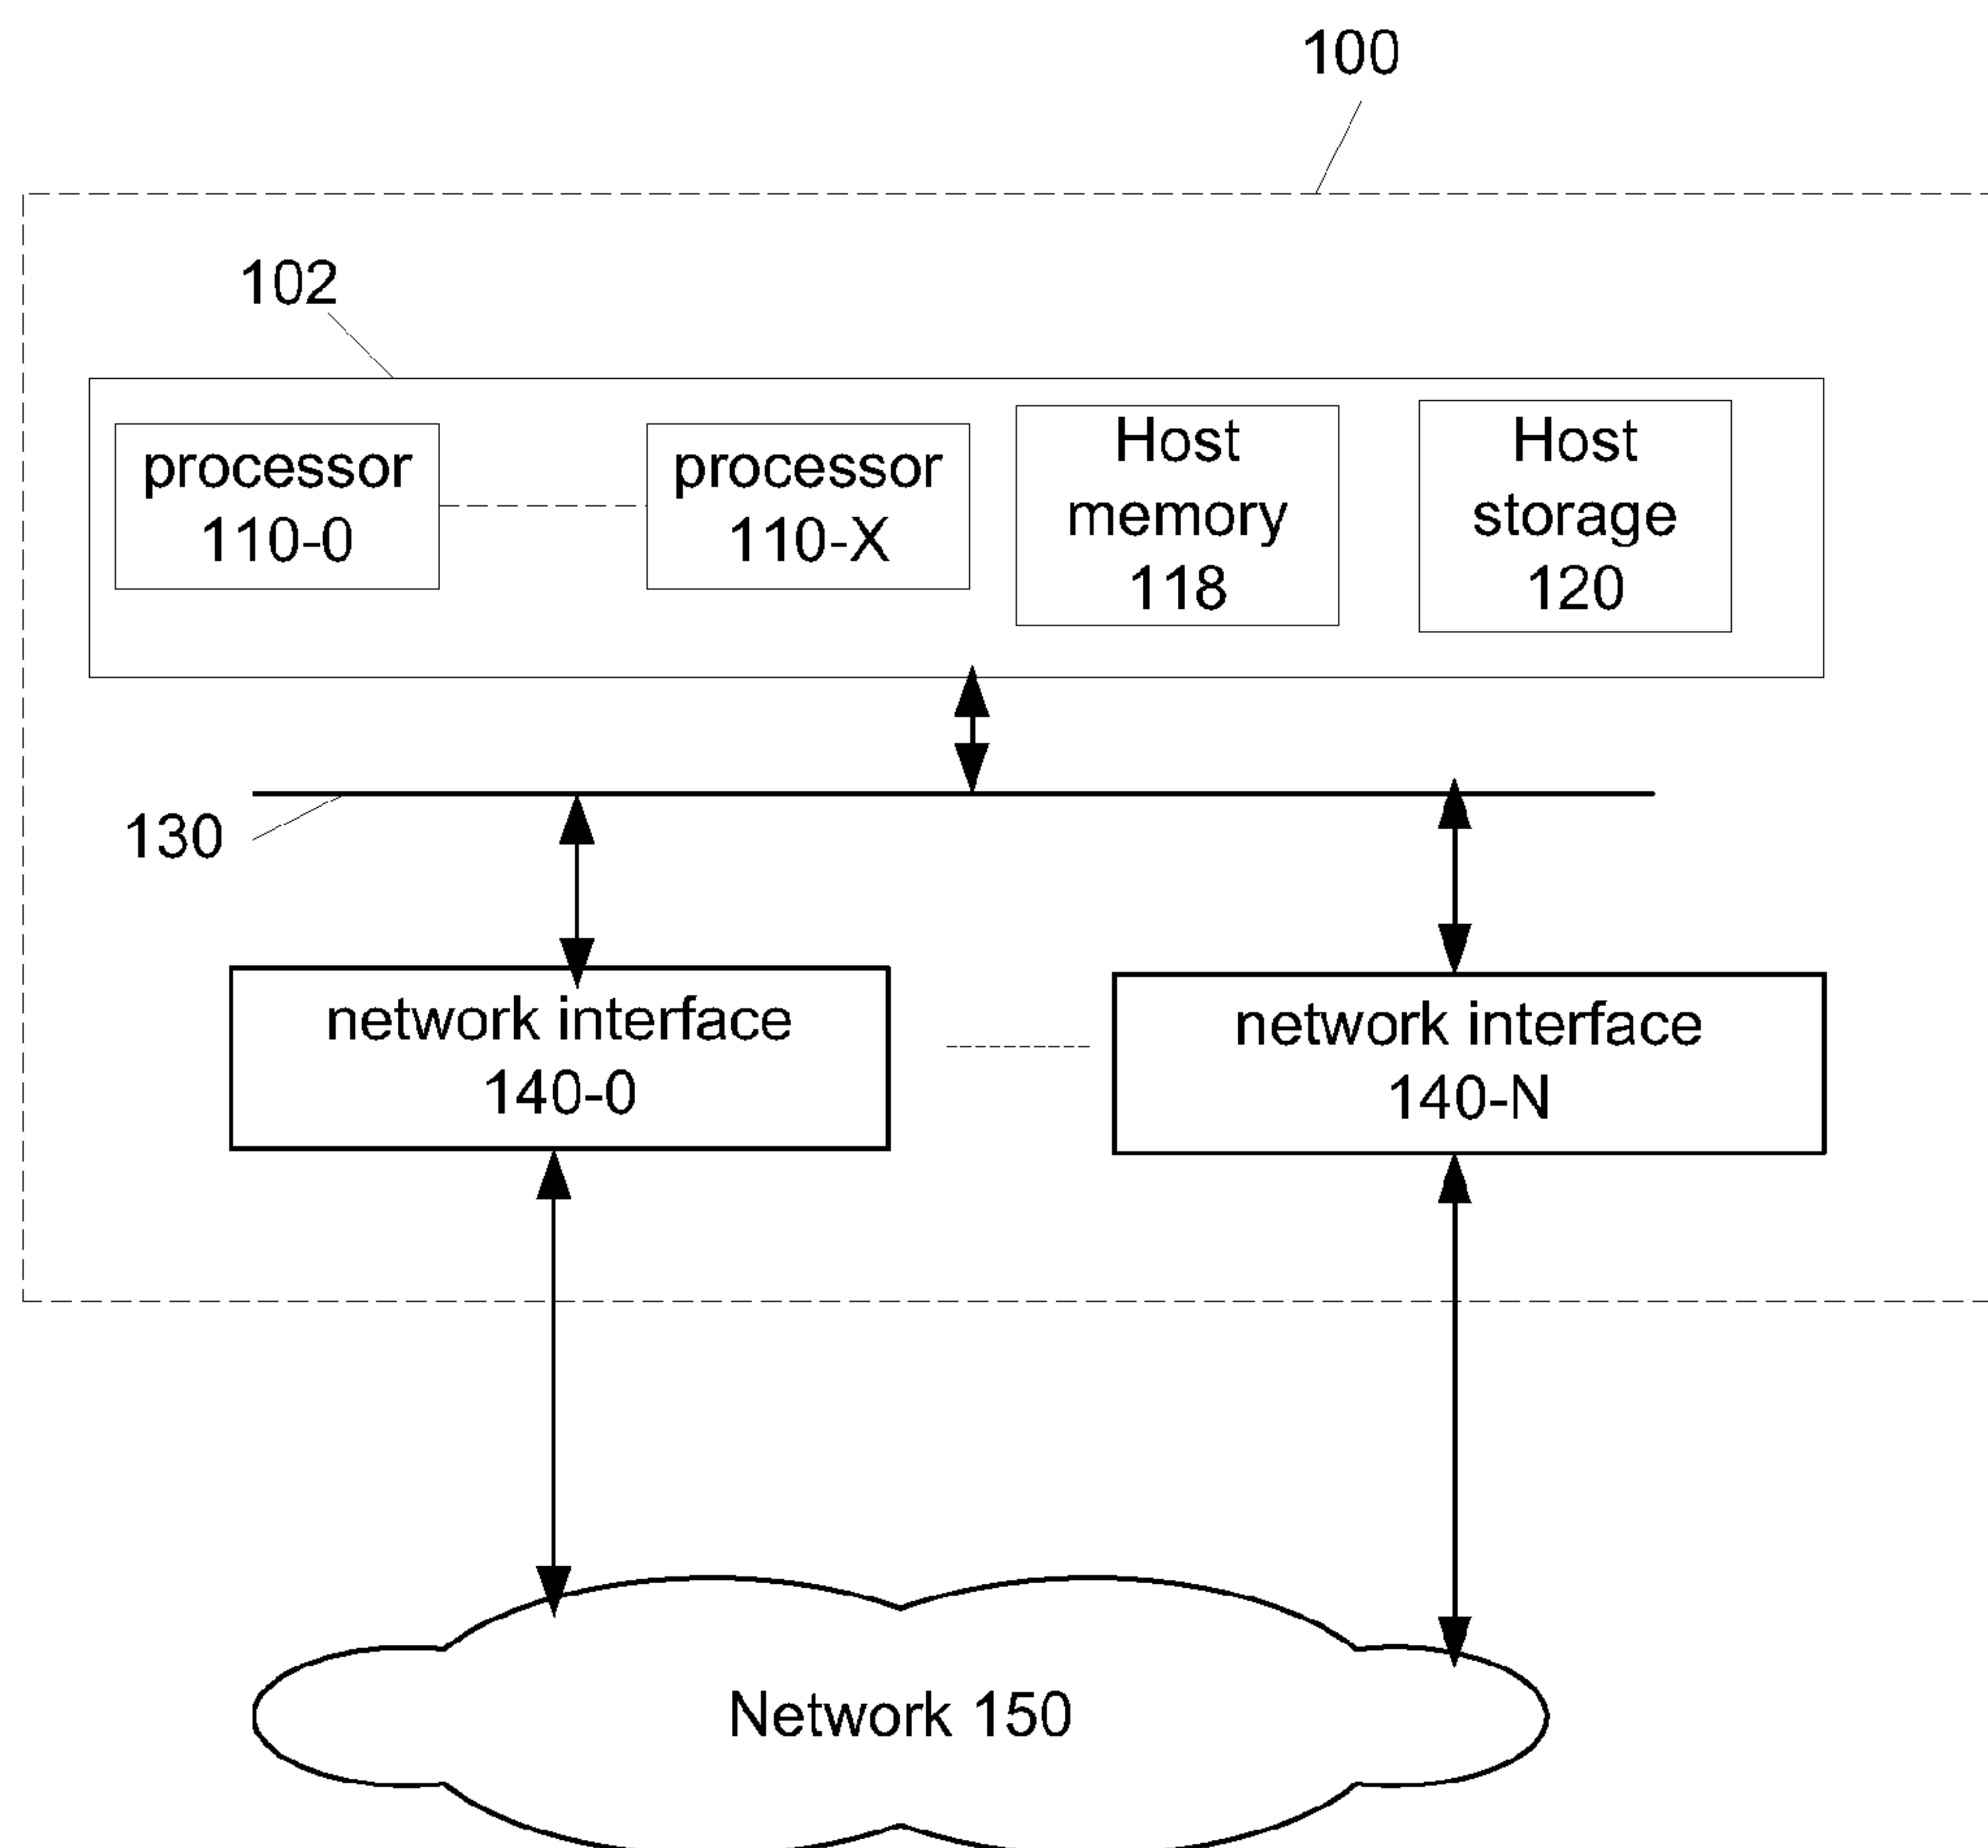 100
102
processor
110-0
processor
110-X
Host
memory
118
Host
storage
120
130
network interface
140-0
network interface
140-N
Network 150